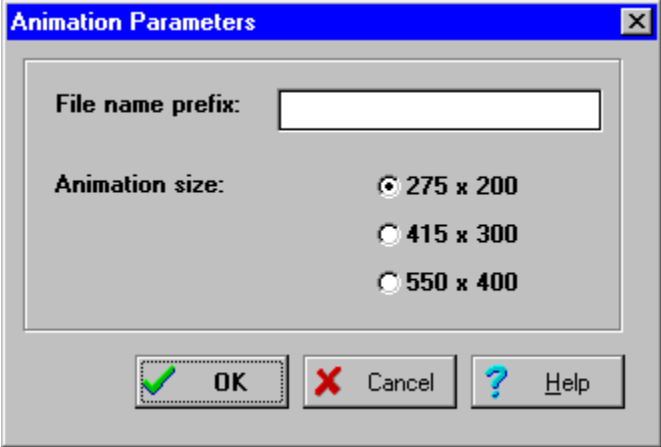 Animation Parameters
File name prefix:
Animation size:
275 x 200
415 x 300
550 x 400
OK
Cancel
Help